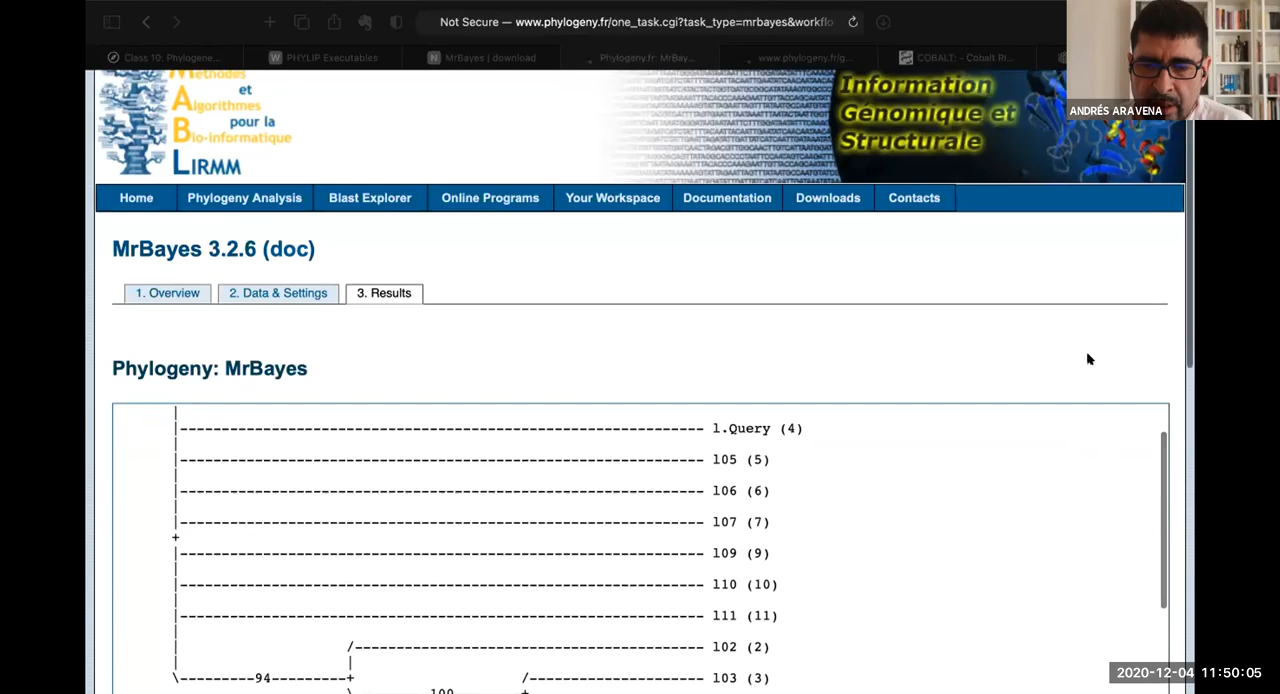 Not Secure — www.phylogeny.fr/one_task.cgi?task_type=mrbayes&workflo
Class 10: Phylogene... PHYLIP Executables MrBayes | download Phylogeny.fr: MrBay... www.phylogeny.fr/g... COBALT: - Cobalt RI...
ANDRÉS ARAVENA
Méthodes
et
Algorithmes
pour la
Bio-informatique
LIRMM
Information
Génomique et
Structurale
Home Phylogeny Analysis Blast Explorer Online Programs Your Workspace Documentation Downloads Contacts
MrBayes 3.2.6 (doc)
1. Overview 2. Data & Settings 3. Results
Phylogeny: MrBayes
|
|--------------------------------------------------------------- 1.Query (4)
|
|--------------------------------------------------------------- 105 (5)
|
|--------------------------------------------------------------- 106 (6)
|
|--------------------------------------------------------------- 107 (7)
+
|--------------------------------------------------------------- 109 (9)
|
|--------------------------------------------------------------- 110 (10)
|
|--------------------------------------------------------------- 111 (11)
|
| /------------------------------------------ 102 (2)
| |
\---------94---------+ /--------------------- 103 (3)
\---------100--------+
2020-12-04 11:50:05